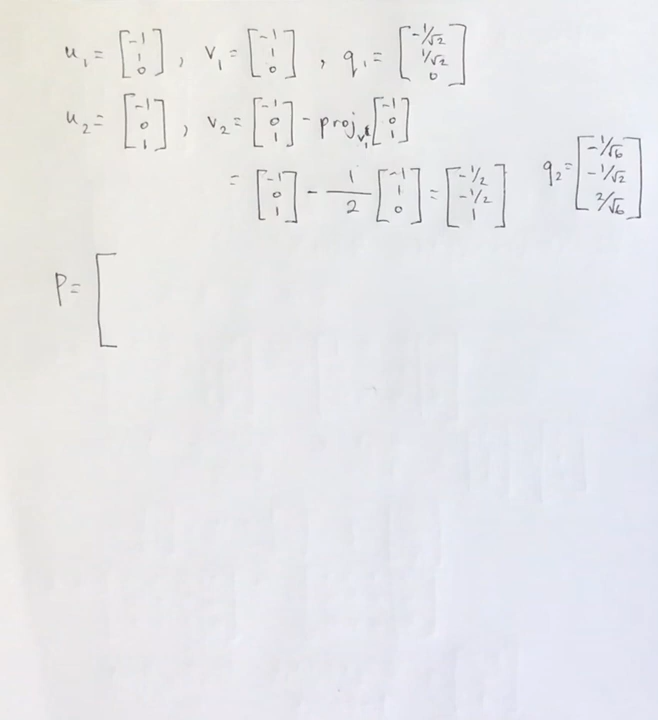 u₁ = [-1 1 0], v₁ = [-1 1 0], q₁ = [-1/√2 1/√2 0]
u₂ = [-1 0 1], v₂ = [-1 0 1] - proj_v₁ [-1 0 1]
= [-1 0 1] - 1/2 [-1 1 0] = [-1/2 -1/2 1] q₂ = [-1/√6 -1/√2 2/√6]
P = [